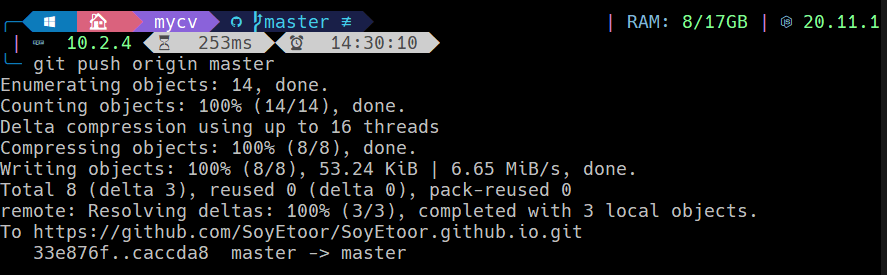 mycv master ≢ | RAM: 8/17GB | 20.11.1
| 10.2.4 253ms 14:30:10
git push origin master
Enumerating objects: 14, done.
Counting objects: 100% (14/14), done.
Delta compression using up to 16 threads
Compressing objects: 100% (8/8), done.
Writing objects: 100% (8/8), 53.24 KiB | 6.65 MiB/s, done.
Total 8 (delta 3), reused 0 (delta 0), pack-reused 0
remote: Resolving deltas: 100% (3/3), completed with 3 local objects.
To https://github.com/SoyEtoor/SoyEtoor.github.io.git
33e876f..caccda8 master -> master